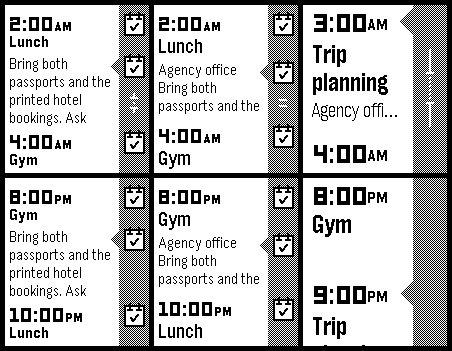 2:00AM
Lunch
Bring both
passports and the
printed hotel
bookings. Ask
4:00AM
Gym
2:00AM
Lunch
Agency office
Bring both
passports and the
4:00AM
Gym
3:00AM
Trip
planning
Agency offi...
4:00AM
8:00PM
Gym
Bring both
passports and the
printed hotel
bookings. Ask
10:00PM
Lunch
8:00PM
Gym
Agency office
Bring both
passports and the
10:00PM
Lunch
8:00PM
Gym
9:00PM
Trip